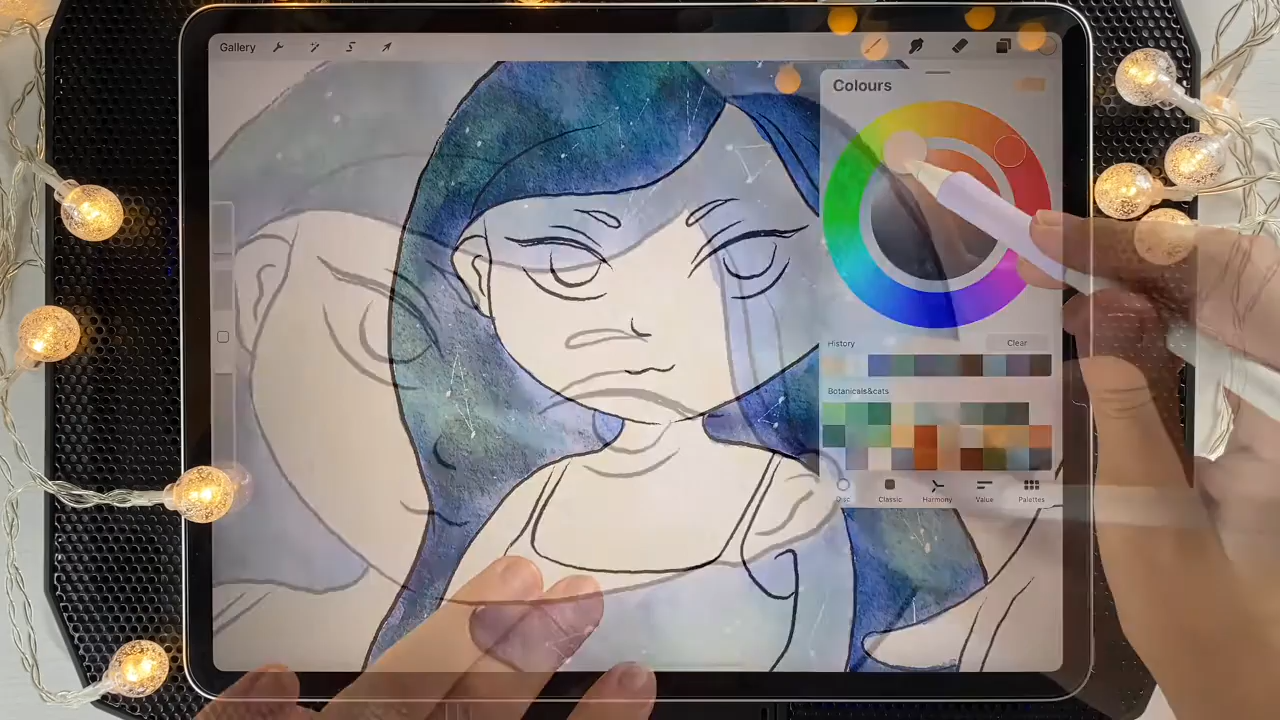 Gallery
Colours
History
Clear
Botanicals&cats
Disc
Classic
Harmony
Value
Palettes